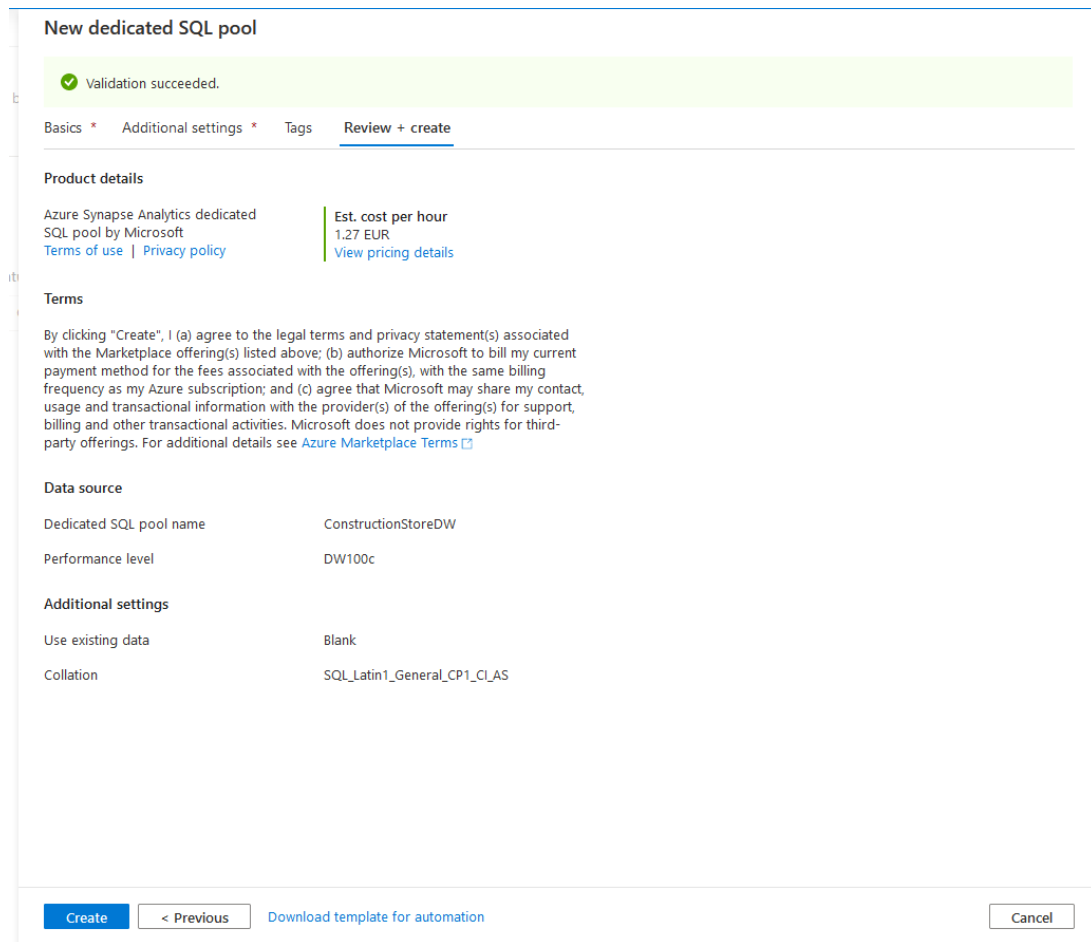 New dedicated SQL pool
Validation succeeded.
Basics * Additional settings * Tags Review + create
Product details
Azure Synapse Analytics dedicated
SQL pool by Microsoft
Terms of use | Privacy policy
Est. cost per hour
1.27 EUR
View pricing details
Terms
By clicking "Create", I (a) agree to the legal terms and privacy statement(s) associated
with the Marketplace offering(s) listed above; (b) authorize Microsoft to bill my current
payment method for the fees associated with the offering(s), with the same billing
frequency as my Azure subscription; and (c) agree that Microsoft may share my contact,
usage and transactional information with the provider(s) of the offering(s) for support,
billing and other transactional activities. Microsoft does not provide rights for third-
party offerings. For additional details see Azure Marketplace Terms
Data source
Dedicated SQL pool name ConstructionStoreDW
Performance level DW100c
Additional settings
Use existing data Blank
Collation SQL_Latin1_General_CP1_CI_AS
Create < Previous Download template for automation Cancel